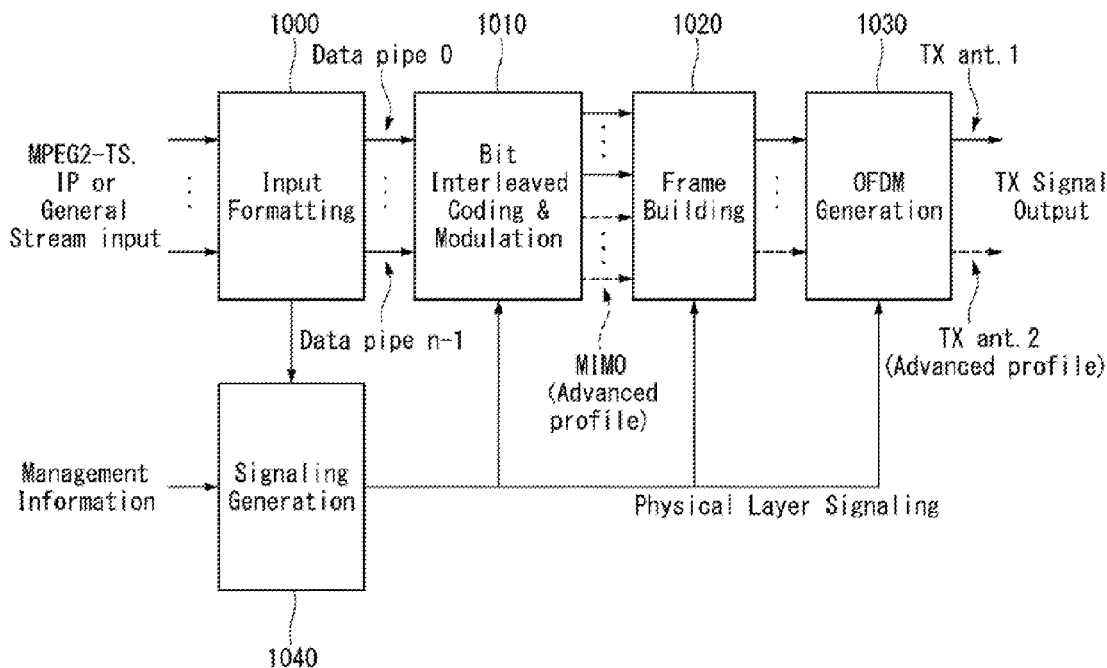 1000
1010
1020
1030
Data pipe 0
TX ant.1
MPEG2-TS,
IP or
General
Stream input
Input
Formatting
Bit
Interleaved
Coding &
Modulation
Frame
Building
OFDM
Generation
TX Signal
Output
Data pipe n-1
MIMO
(Advanced
profile)
TX ant.2
(Advanced profile)
Management
Information
Signaling
Generation
Physical Layer Signaling
1040